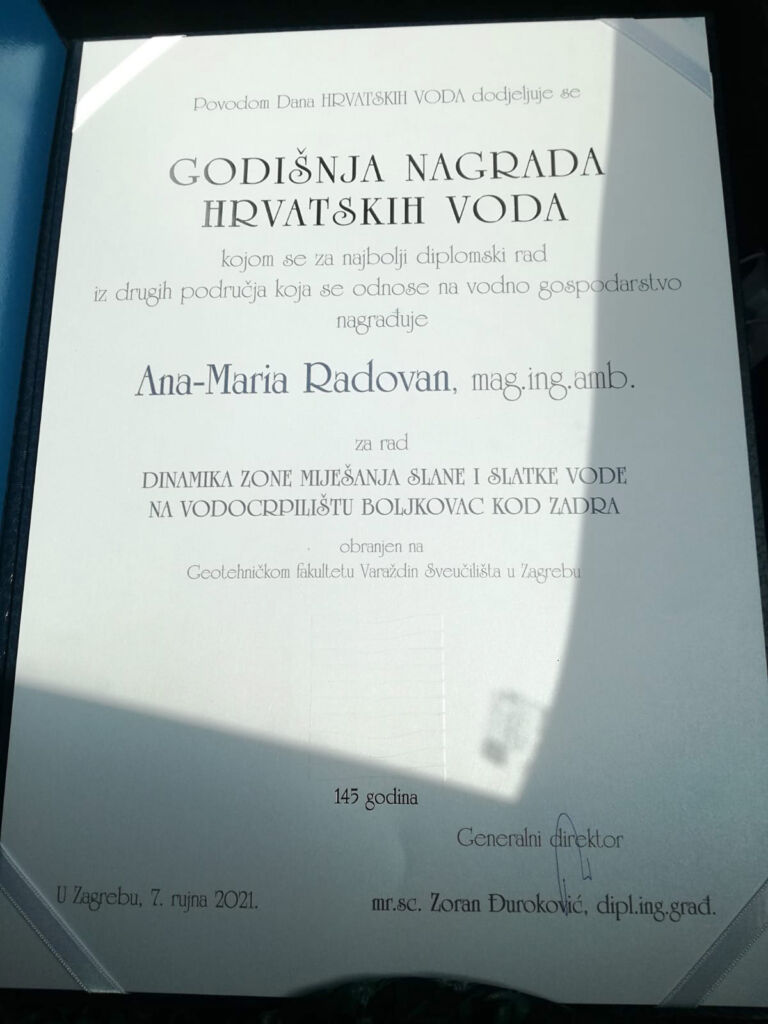 Povodom Dana HRVATSKIH VODA dodjeljuje se
GODIŠNJA NAGRADA
HRVATSKIH VODA
kojom se za najbolji diplomski rad
iz drugih područja koja se odnose na vodno gospodarstvo
nagrađuje
Ana-Maria Radovan, mag.ing.amb.
za rad
DINAMIKA ZONE MIJEŠANJA SLANE I SLATKE VODE
NA VODOCRPILIŠTU BOLJKOVAC KOD ZADRA
obranjen na
Geotehničkom fakultetu Varaždin Sveučilišta u Zagrebu
145 godina
Generalni direktor
U Zagrebu, 7. rujna 2021.
mr.sc. Zoran Đuroković, dipl.ing.građ.